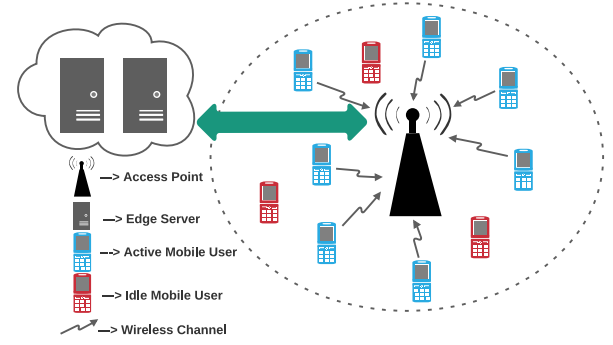 —> Access Point
—> Edge Server
--> Active Mobile User
—> Idle Mobile User
—> Wireless Channel